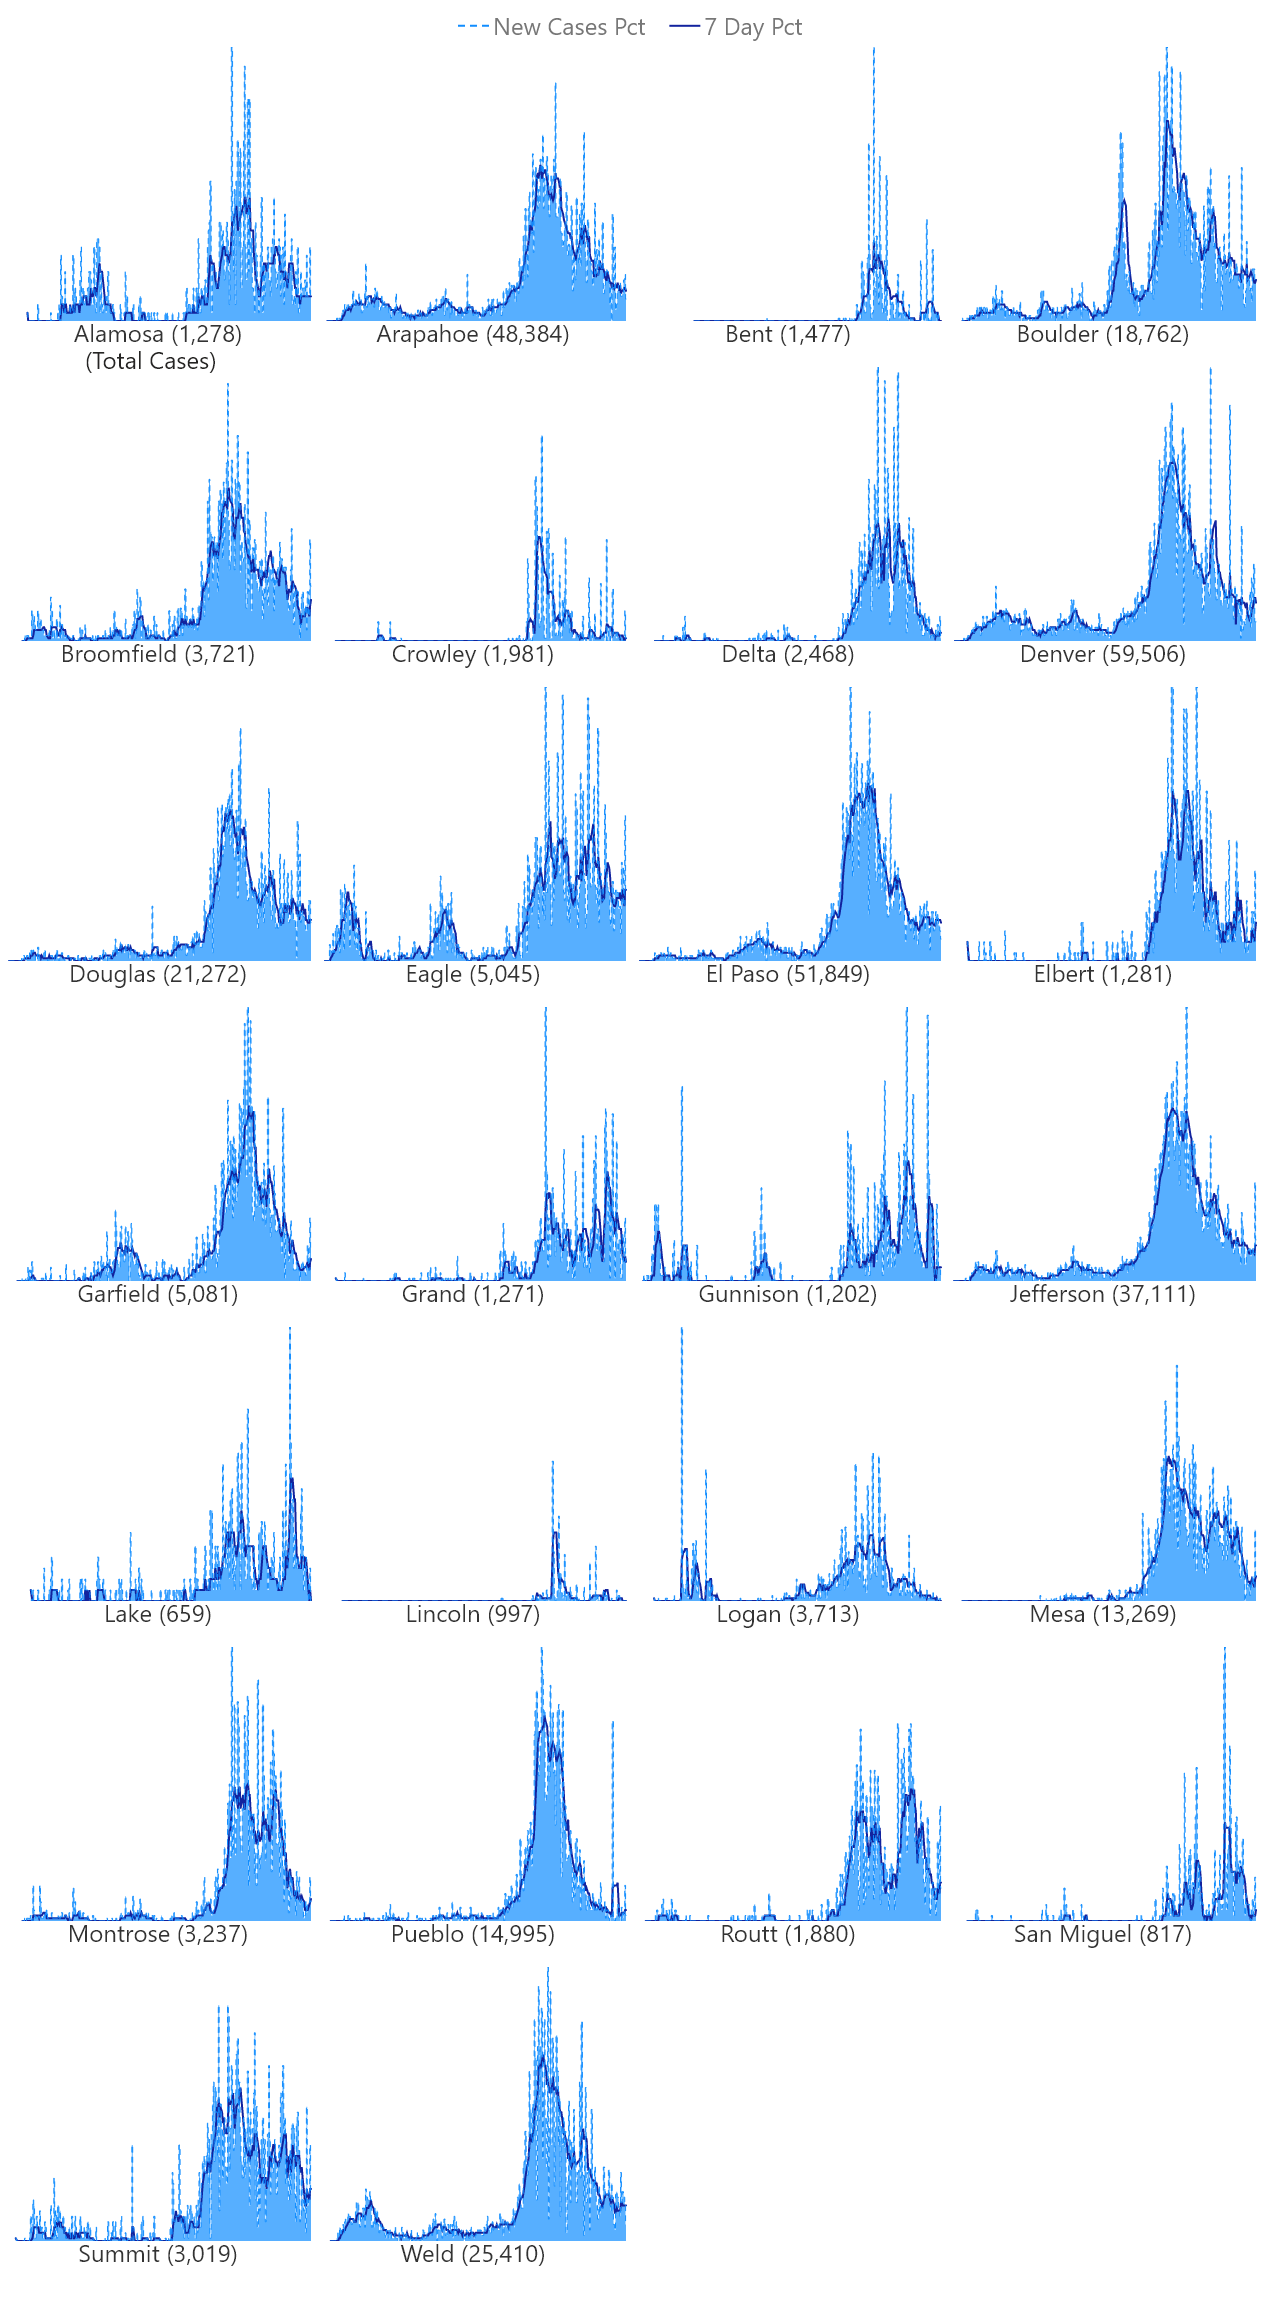 New Cases Pct 7 Day Pct
Alamosa (1,278) Arapahoe (48,384) Bent (1,477) Boulder (18,762)
(Total Cases)
Broomfield (3,721) Crowley (1,981) Delta (2,468) Denver (59,506)
Douglas (21,272) Eagle (5,045) El Paso (51,849) Elbert (1,281)
Garfield (5,081) Grand (1,271) Gunnison (1,202) Jefferson (37,111)
Lake (659) Lincoln (997) Logan (3,713) Mesa (13,269)
Montrose (3,237) Pueblo (14,995) Routt (1,880) San Miguel (817)
Summit (3,019) Weld (25,410)